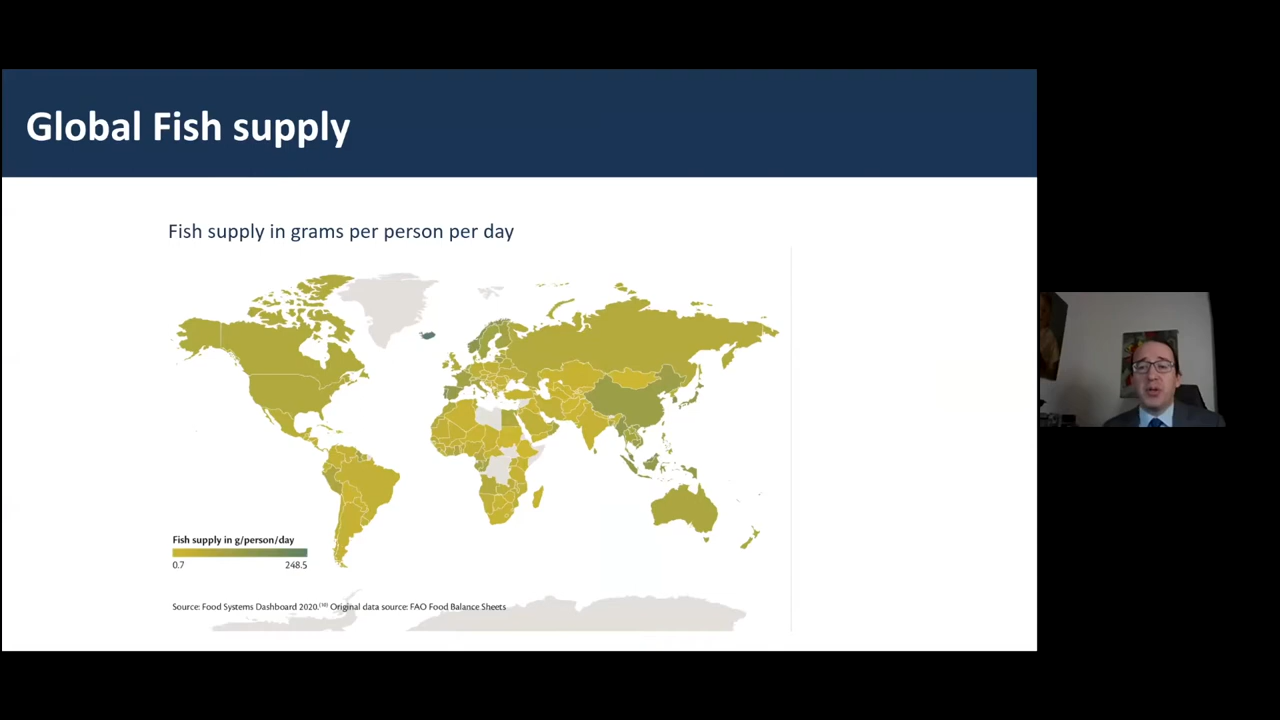 Global Fish supply
Fish supply in grams per person per day
Fish supply in g/person/day
0.7 248.5
Source: Food Systems Dashboard 2020.⁽¹⁰⁾ Original data source: FAO Food Balance Sheets